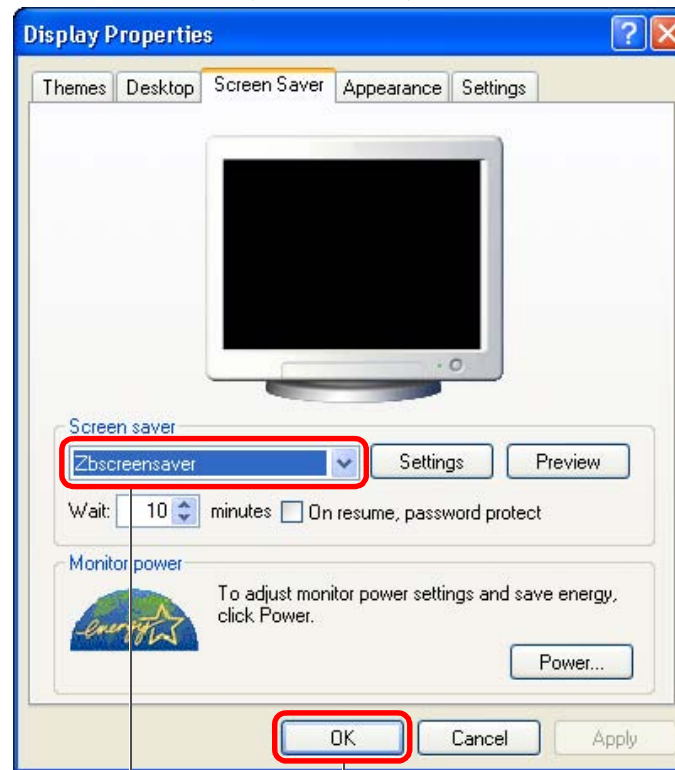 Display Properties
Themes Desktop Screen Saver Appearance Settings
Screen saver
Zbscreensaver Settings Preview
Wait: 10 minutes On resume, password protect
Monitor power
energy
To adjust monitor power settings and save energy,
click Power.
Power...
OK Cancel Apply